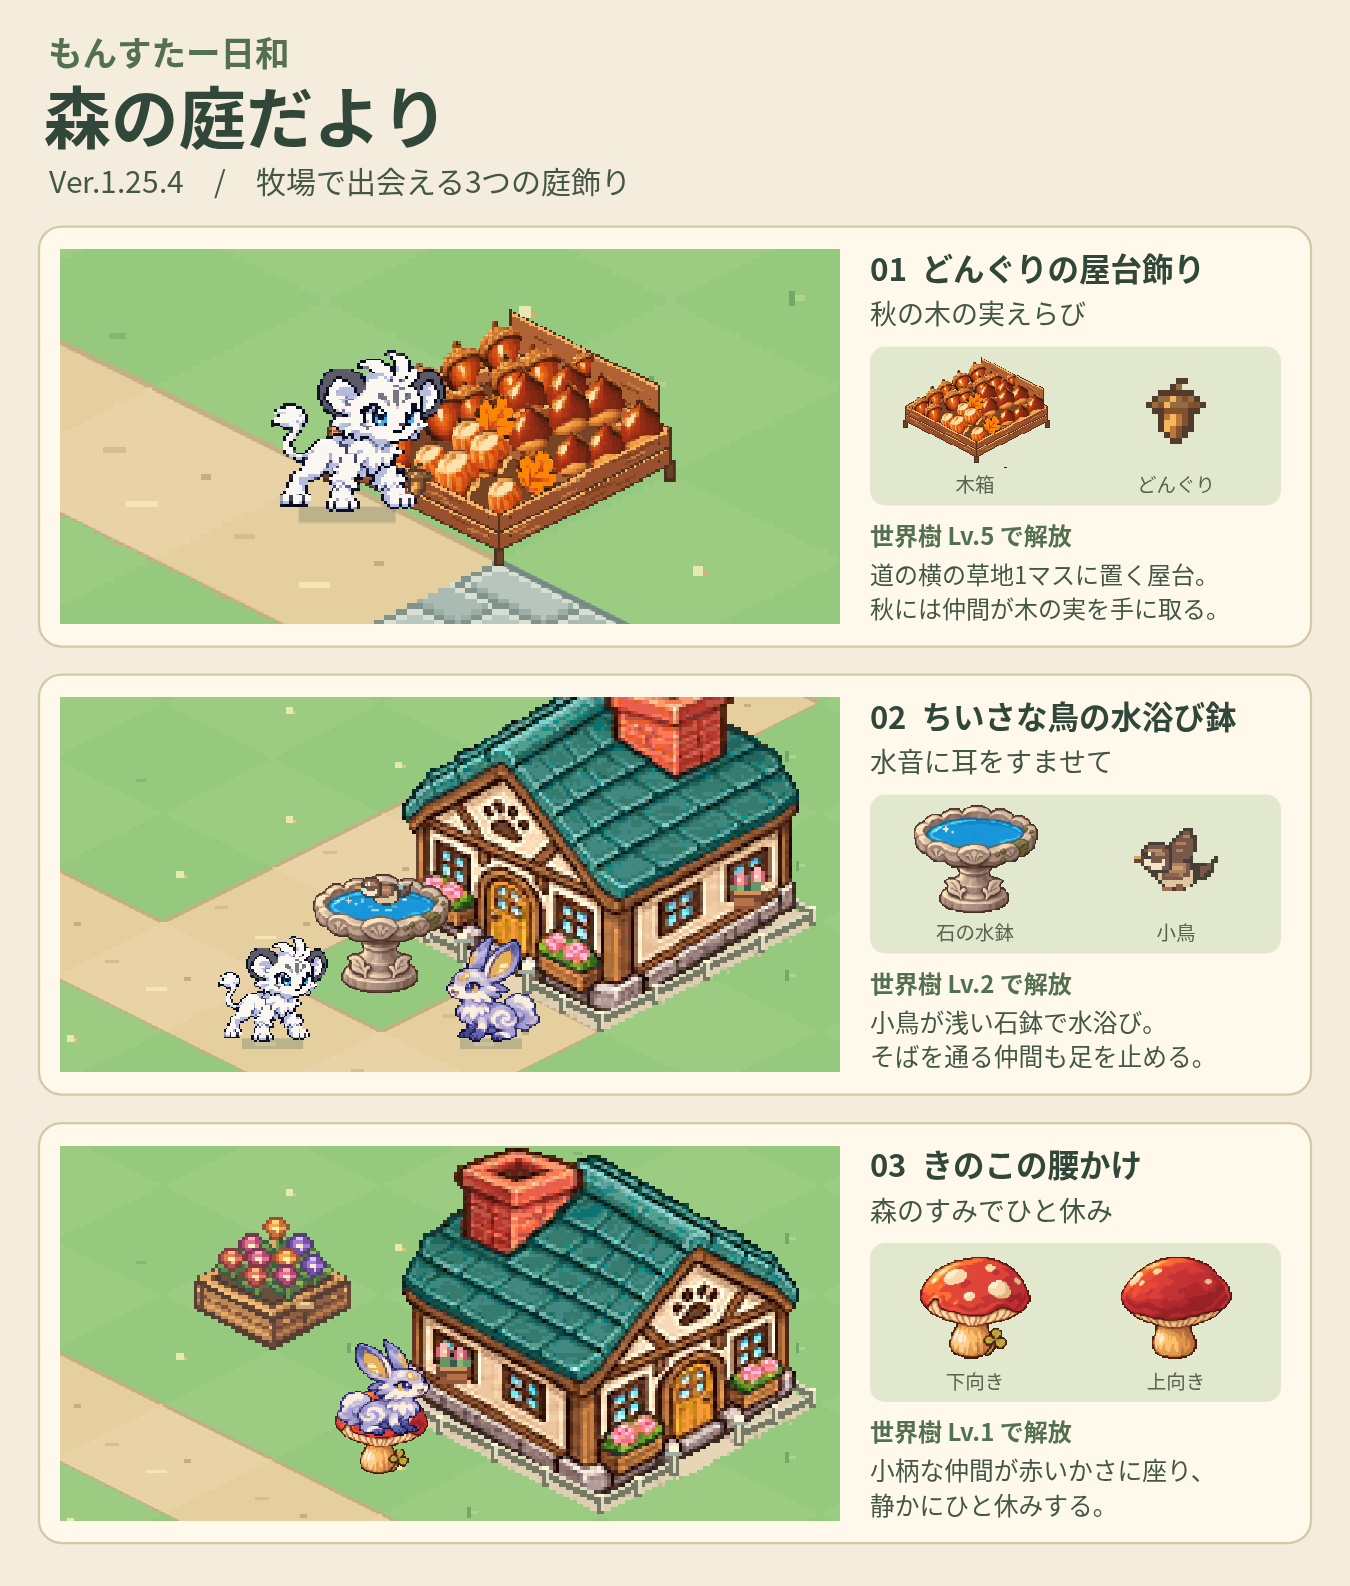 もんすたー日和
森の庭だより
Ver.1.25.4 / 牧場で出会える3つの庭飾り
01 どんぐりの屋台飾り
秋の木の実えらび
木箱
どんぐり
世界樹 Lv.5 で解放
道の横の草地1マスに置く屋台。
秋には仲間が木の実を手に取る。
02 ちいさな鳥の水浴び鉢
水音に耳をすませて
石の水鉢
小鳥
世界樹 Lv.2 で解放
小鳥が浅い石鉢で水浴び。
そばを通る仲間も足を止める。
03 きのこの腰かけ
森のすみでひと休み
下向き
上向き
世界樹 Lv.1 で解放
小柄な仲間が赤いかさに座り、
静かにひと休みする。